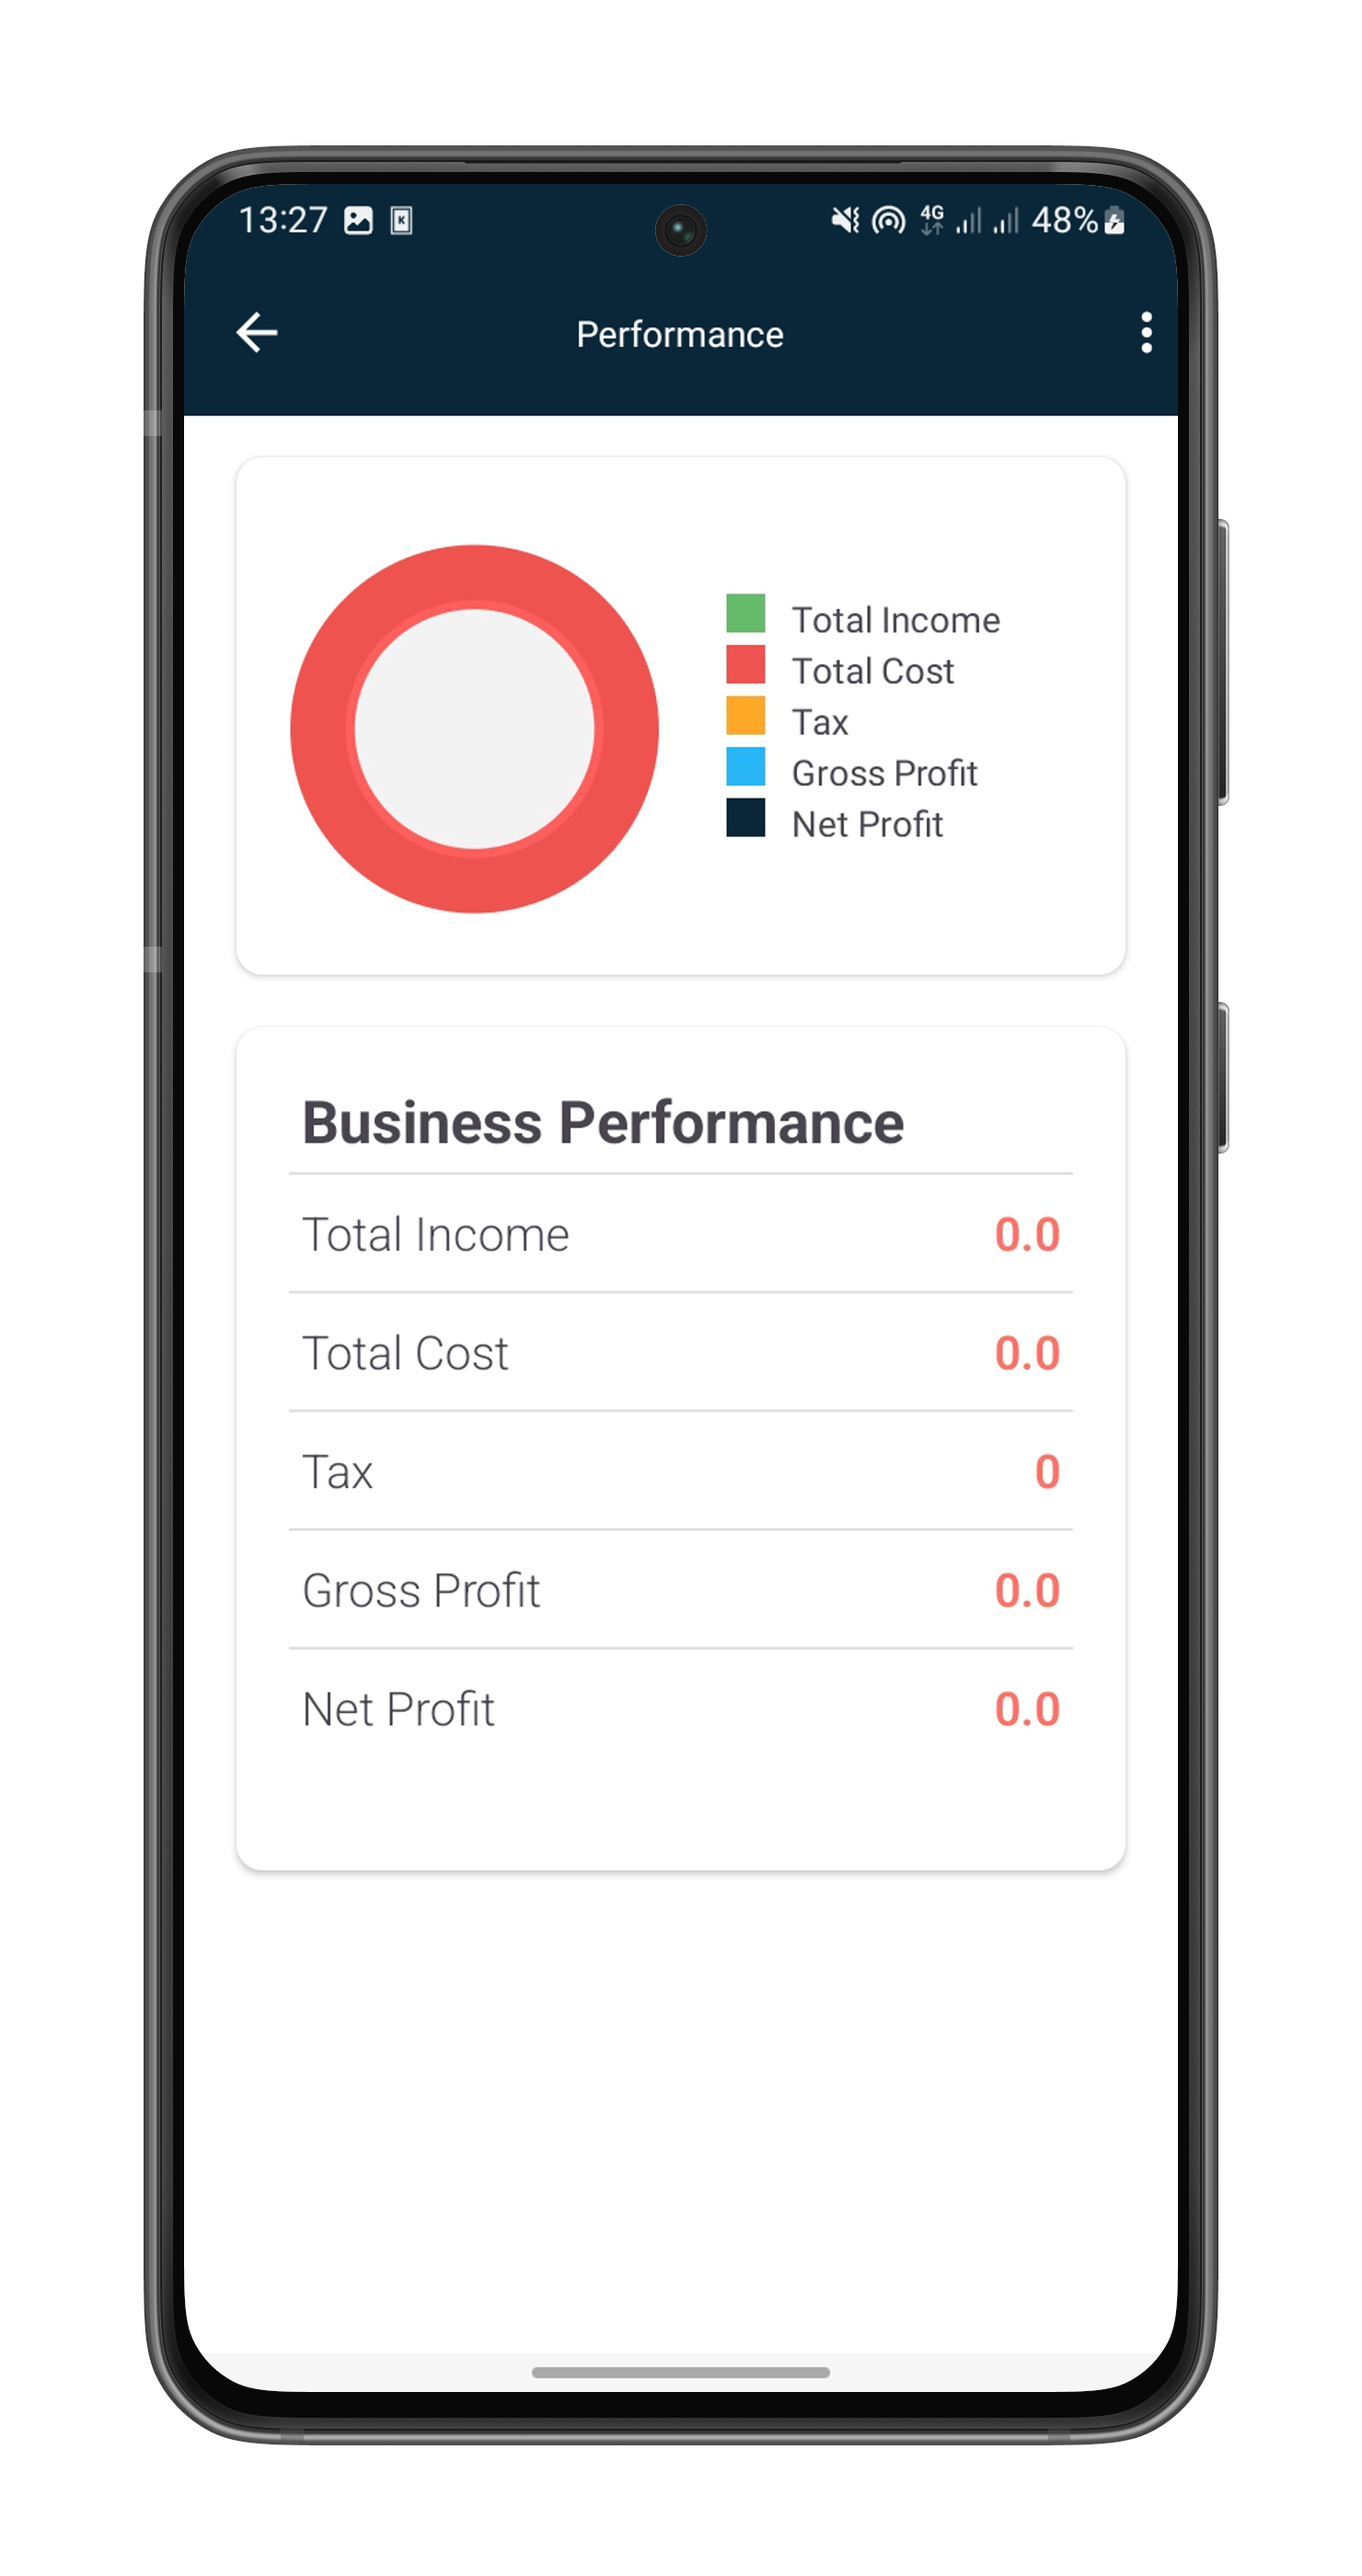 13:27 K 4G 48%
Performance
Total Income
Total Cost
Tax
Gross Profit
Net Profit
Business Performance
Total Income 0.0
Total Cost 0.0
Tax 0
Gross Profit 0.0
Net Profit 0.0